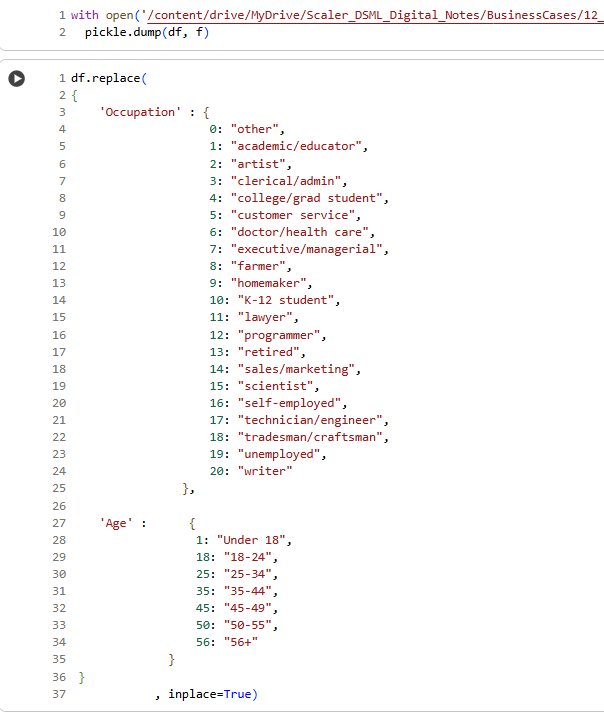 1 with open('/content/drive/MyDrive/Scaler_DSML_Digital_Notes/BusinessCases/12_
2 pickle.dump(df, f)
1 df.replace(
2 {
3 'Occupation' : {
4 0: "other",
5 1: "academic/educator",
6 2: "artist",
7 3: "clerical/admin",
8 4: "college/grad student",
9 5: "customer service",
10 6: "doctor/health care",
11 7: "executive/managerial",
12 8: "farmer",
13 9: "homemaker",
14 10: "K-12 student",
15 11: "lawyer",
16 12: "programmer",
17 13: "retired",
18 14: "sales/marketing",
19 15: "scientist",
20 16: "self-employed",
21 17: "technician/engineer",
22 18: "tradesman/craftsman",
23 19: "unemployed",
24 20: "writer"
25 },
26
27 'Age' : {
28 1: "Under 18",
29 18: "18-24",
30 25: "25-34",
31 35: "35-44",
32 45: "45-49",
33 50: "50-55",
34 56: "56+"
35 }
36 }
37 , inplace=True)